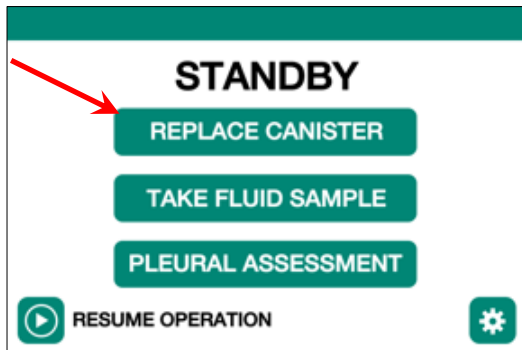 STANDBY
REPLACE CANISTER
TAKE FLUID SAMPLE
PLEURAL ASSESSMENT
RESUME OPERATION